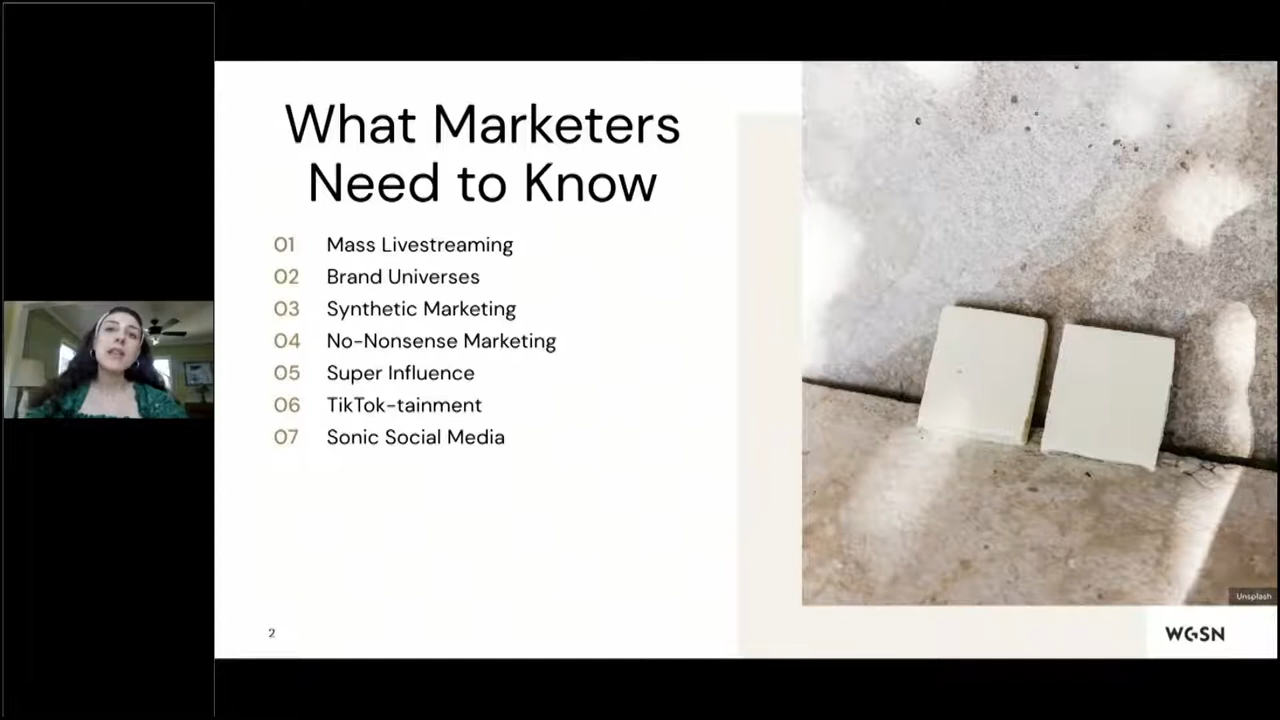 What Marketers
Need to Know
01 Mass Livestreaming
02 Brand Universes
03 Synthetic Marketing
04 No-Nonsense Marketing
05 Super Influence
06 TikTok-tainment
07 Sonic Social Media
Unsplash
2
WGSN